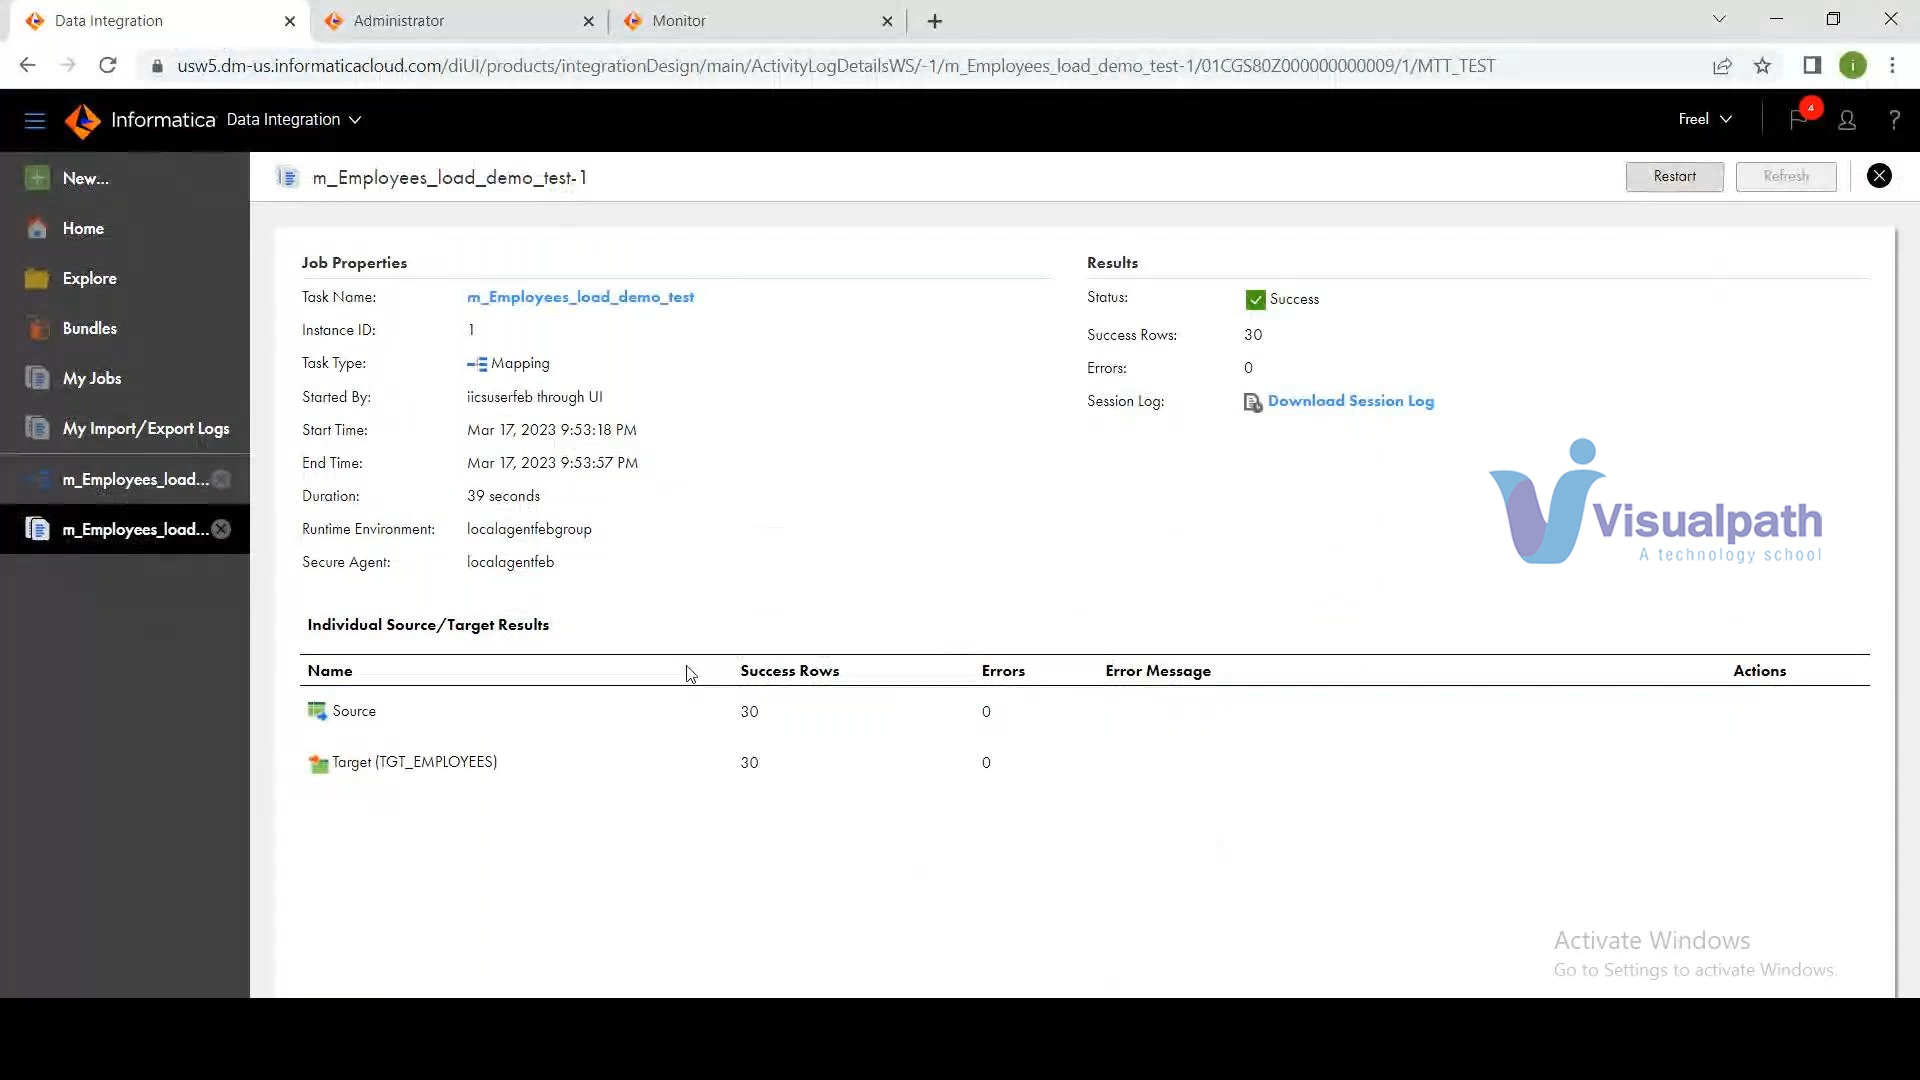 Data Integration
Administrator
Monitor
usw5.dm-us.informaticacloud.com/diUI/products/integrationDesign/main/ActivityLogDetailsWS/-1/m_Employees_load_demo_test-1/01CGS80Z000000000009/1/MTT_TEST
i
Informatica Data Integration
Freel
4
?
New...
Home
Explore
Bundles
My Jobs
My Import/Export Logs
m_Employees_load...
m_Employees_load...
m_Employees_load_demo_test-1
Restart
Refresh
Job Properties
Task Name: m_Employees_load_demo_test
Instance ID: 1
Task Type: Mapping
Started By: iicsuserfeb through UI
Start Time: Mar 17, 2023 9:53:18 PM
End Time: Mar 17, 2023 9:53:57 PM
Duration: 39 seconds
Runtime Environment: localagentfebgroup
Secure Agent: localagentfeb
Results
Status: Success
Success Rows: 30
Errors: 0
Session Log: Download Session Log
Visualpath
A technology school
Individual Source/Target Results
Name Success Rows Errors Error Message Actions
Source 30 0
Target (TGT_EMPLOYEES) 30 0
Activate Windows
Go to Settings to activate Windows.